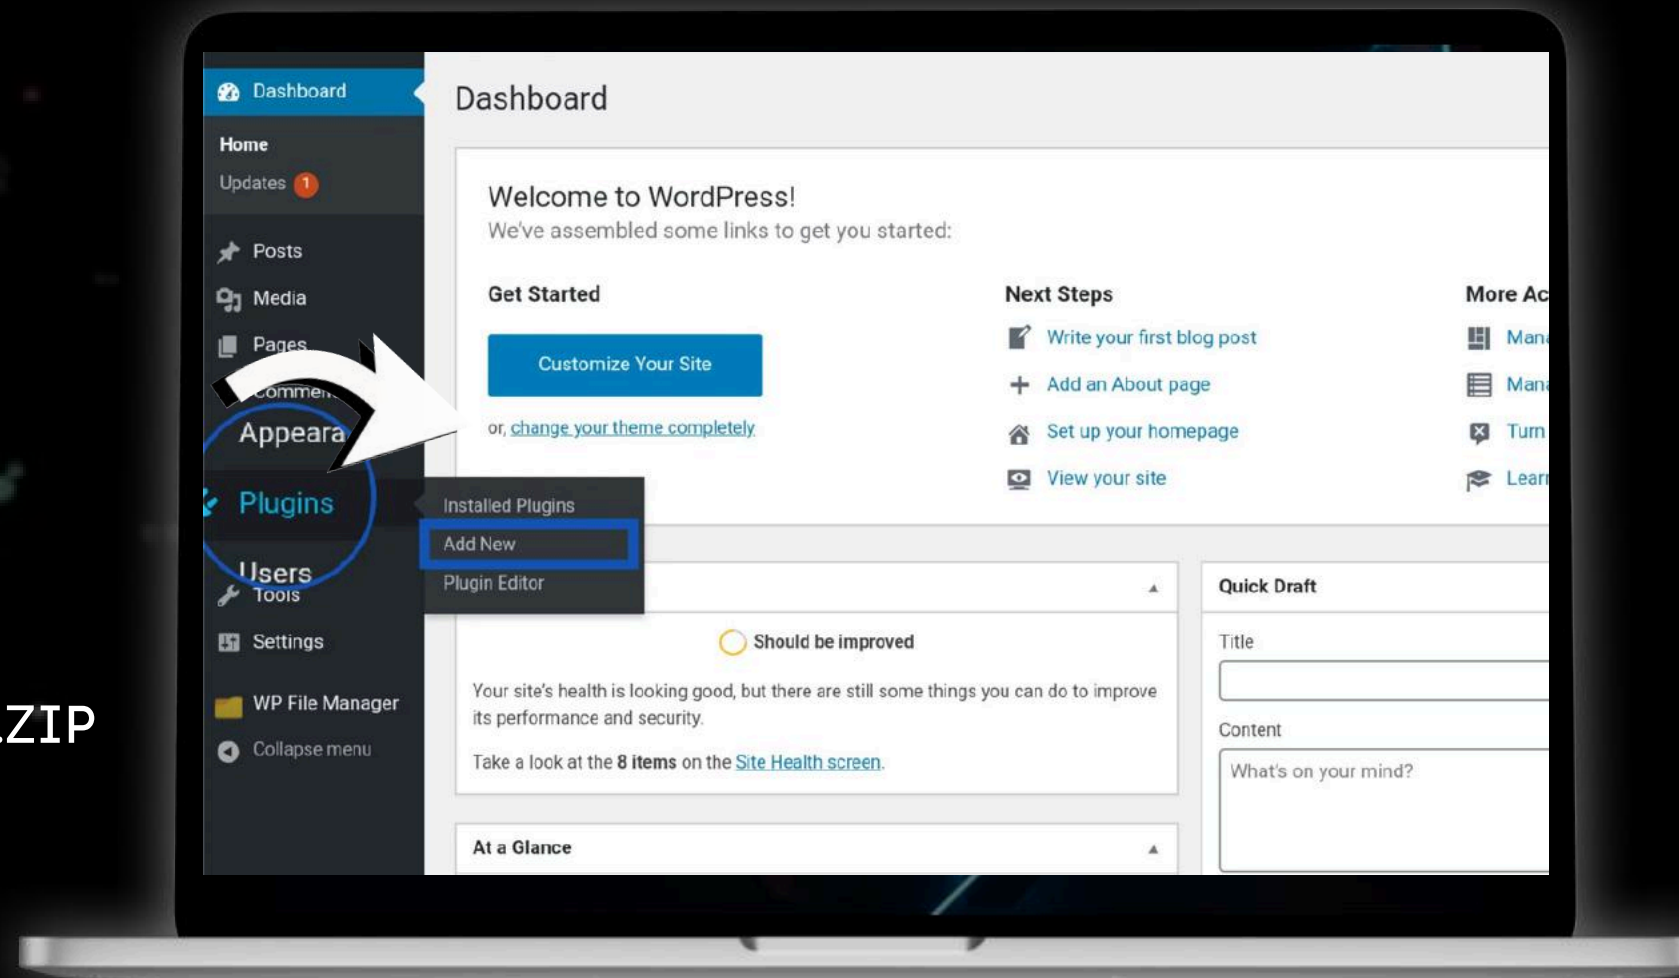 .ZIP
Dashboard
Home
Updates 1
Posts
Media
Pages
Appeara
Plugins
Users
Tools
Settings
WP File Manager
Collapse menu
Installed Plugins
Add New
Plugin Editor
Dashboard
Welcome to WordPress!
We've assembled some links to get you started:
Get Started
Customize Your Site
or, change your theme completely
Next Steps
Write your first blog post
Add an About page
Set up your homepage
View your site
More Ac
Mana
Mana
Turn
Learn
Should be improved
Your site's health is looking good, but there are still some things you can do to improve
its performance and security.
Take a look at the 8 items on the Site Health screen.
At a Glance
Quick Draft
Title
Content
What's on your mind?